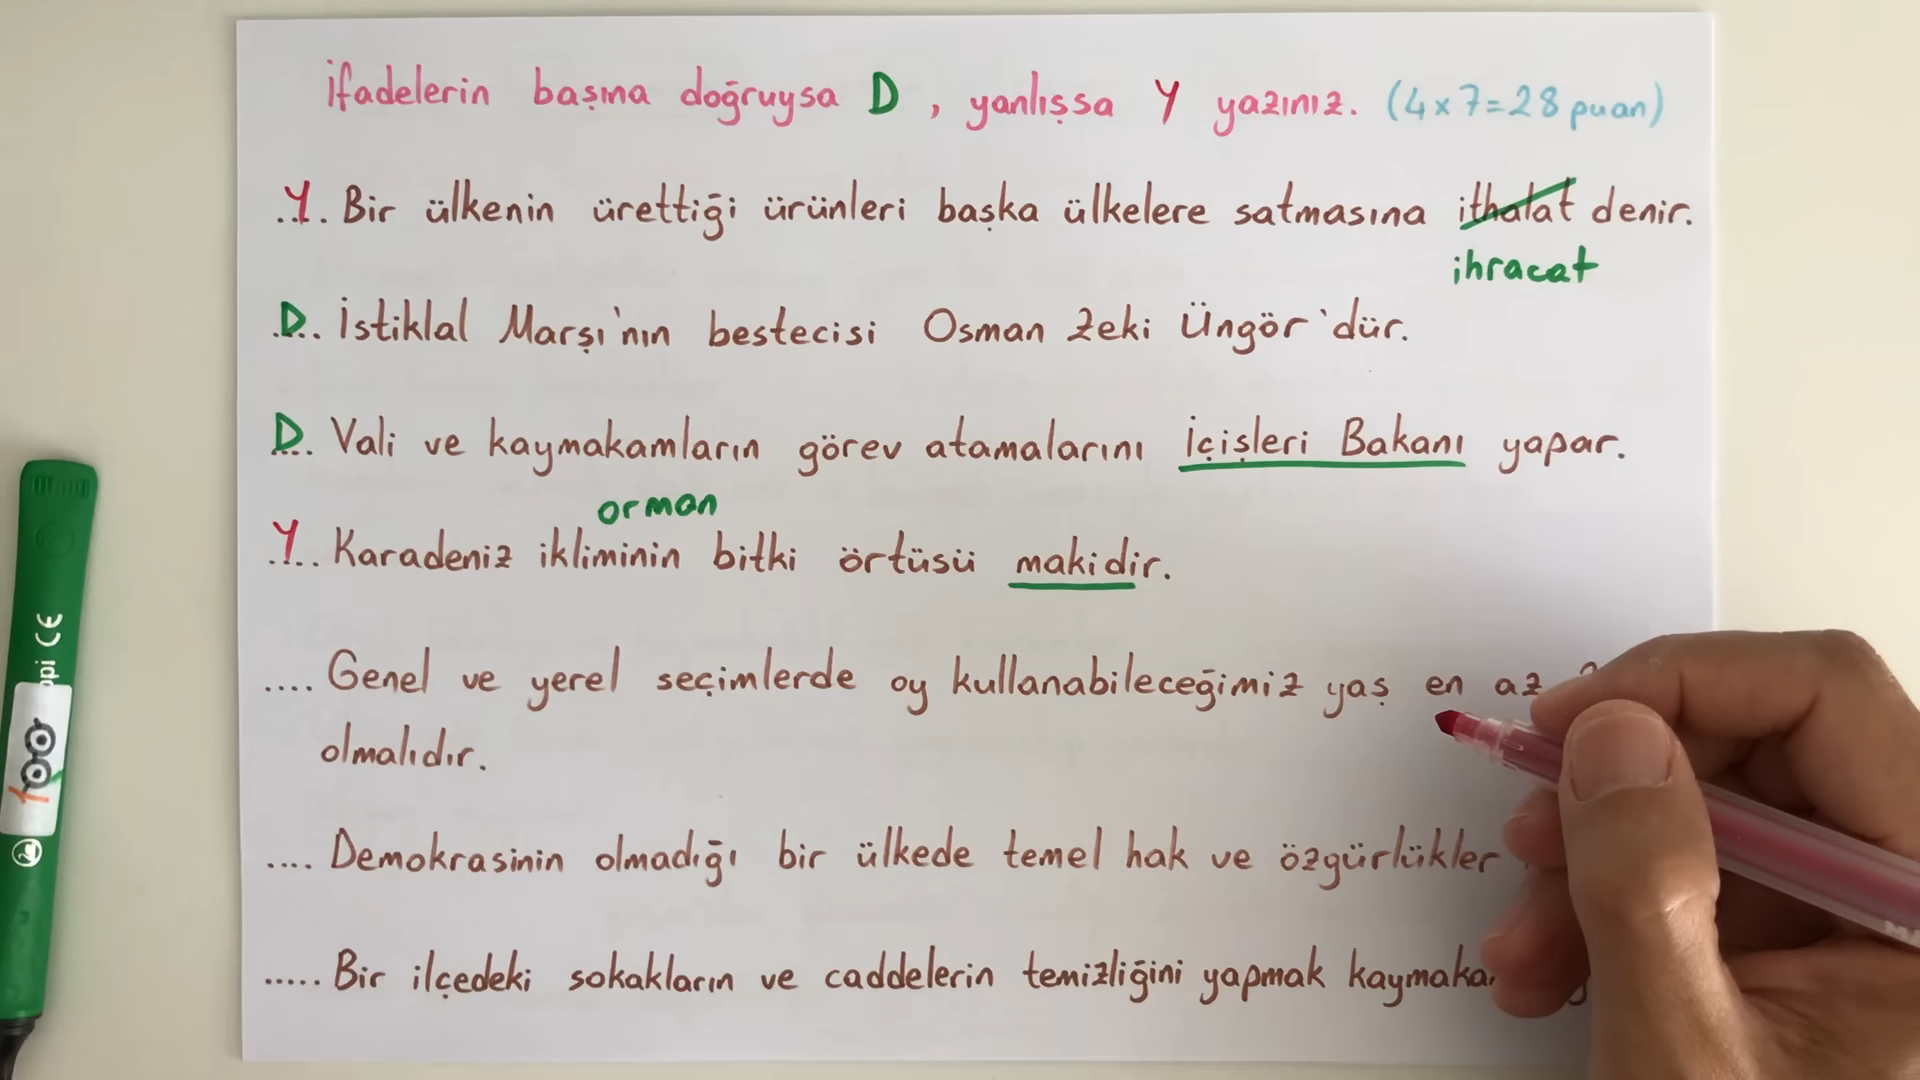 İfadelerin başına doğruysa D , yanlışsa Y yazınız. (4x7=28 puan)
.Y. Bir ülkenin ürettiği ürünleri başka ülkelere satmasına ithalat denir.
ihracat
.D. İstiklal Marşı'nın bestecisi Osman Zeki Üngör'dür.
D. Vali ve kaymakamların görev atamalarını İçişleri Bakanı yapar.
orman
.Y.. Karadeniz ikliminin bitki örtüsü makidir.
.... Genel ve yerel seçimlerde oy kullanabileceğimiz yaş en az
olmalıdır.
.... Demokrasinin olmadığı bir ülkede temel hak ve özgürlükler
..... Bir ilçedeki sokakların ve caddelerin temizliğini yapmak
CE
100